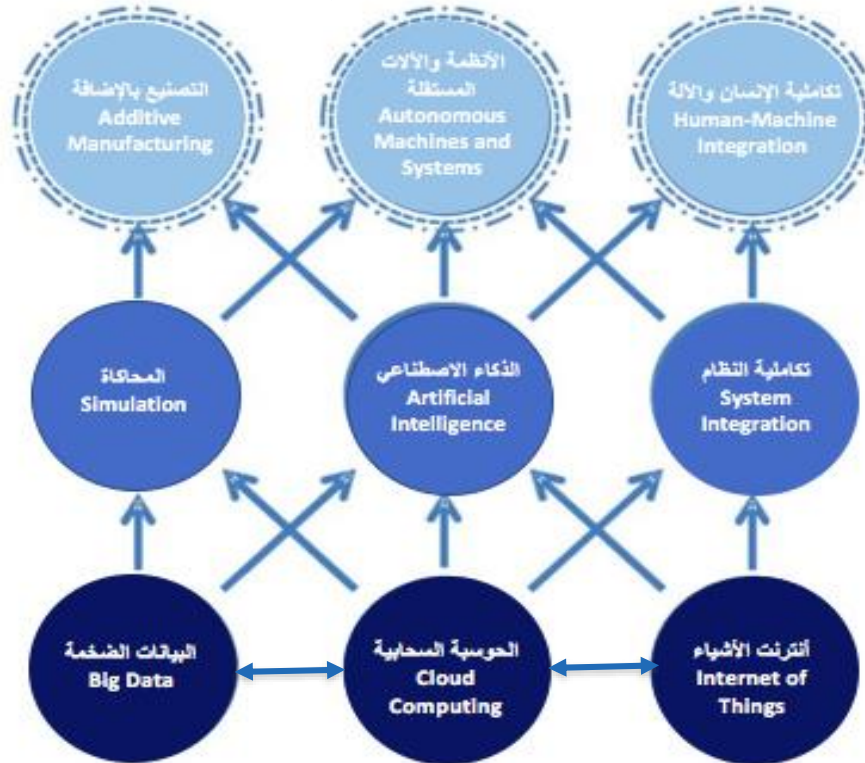 التصنيع بالإضافة
Additive
Manufacturing
الأنظمة والآلات
المستقلة
Autonomous
Machines and
Systems
تكاملية الإنسان والآلة
Human-Machine
Integration
المحاكاة
Simulation
الذكاء الاصطناعي
Artificial
Intelligence
تكاملية النظام
System
Integration
البيانات الضخمة
Big Data
الحوسبة السحابية
Cloud
Computing
أنترنت الأشياء
Internet of
Things